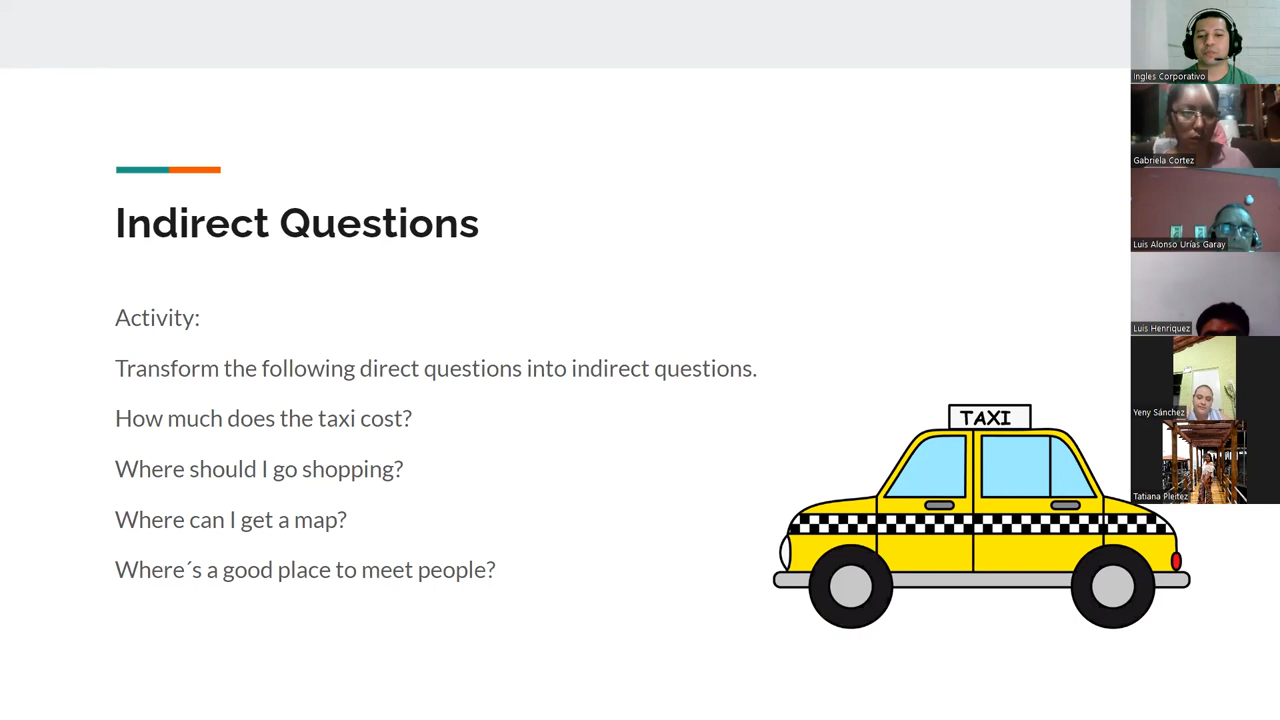 Indirect Questions
Activity:
Transform the following direct questions into indirect questions.
How much does the taxi cost?
Where should I go shopping?
Where can I get a map?
Where´s a good place to meet people?
TAXI
Ingles Corporativo
Gabriela Cortez
Luis Alonso Urías Garay
Luis Henriquez
Yeny Sánchez
Tatiana Pleitez